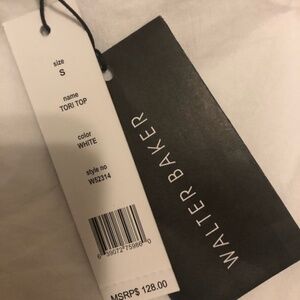 size
S
name
TORI TOP
color
WHITE
style no
W52314
MSRP$ 128.00
WALTER BAKER